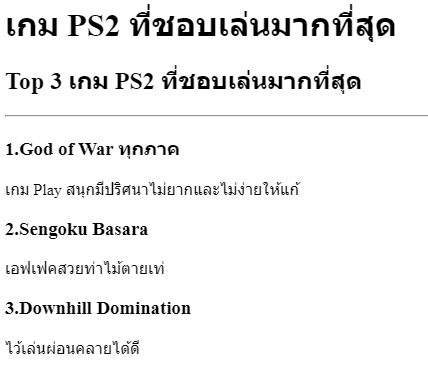 เกม PS2 ที่ชอบเล่นมากที่สุด
Top 3 เกม PS2 ที่ชอบเล่นมากที่สุด
1.God of War ทุกภาค
เกม Play สนุกมีปริศนาไม่ยากและไม่ง่ายให้แก้
2.Sengoku Basara
เอฟเฟคสวยท่าไม้ตายเท่
3.Downhill Domination
ไว้เล่นผ่อนคลายได้ดี